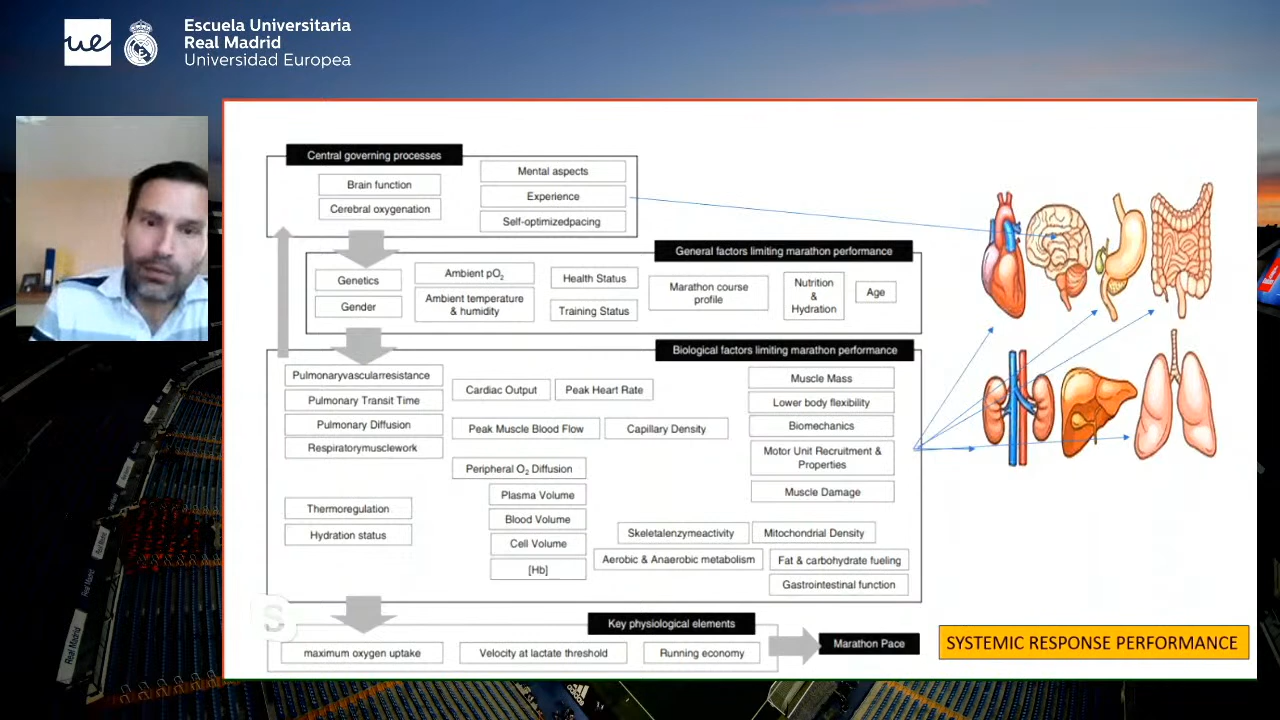 Escuela Universitaria
Real Madrid
Universidad Europea
ue
Central governing processes
Brain function
Cerebral oxygenation
Mental aspects
Experience
Self-optimizedpacing
General factors limiting marathon performance
Genetics
Gender
Ambient pO2
Ambient temperature
& humidity
Health Status
Training Status
Marathon course
profile
Nutrition
&
Hydration
Age
Biological factors limiting marathon performance
Pulmonaryvascularresistance
Pulmonary Transit Time
Pulmonary Diffusion
Respiratorymusclework
Thermoregulation
Hydration status
Cardiac Output
Peak Heart Rate
Peak Muscle Blood Flow
Capillary Density
Peripheral O2 Diffusion
Plasma Volume
Blood Volume
Cell Volume
[Hb]
Muscle Mass
Lower body flexibility
Biomechanics
Motor Unit Recruitment &
Properties
Muscle Damage
Skeletalenzymeactivity
Mitochondrial Density
Aerobic & Anaerobic metabolism
Fat & carbohydrate fueling
Gastrointestinal function
S
Key physiological elements
maximum oxygen uptake
Velocity at lactate threshold
Running economy
Marathon Pace
SYSTEMIC RESPONSE PERFORMANCE
Real Madrid
Real Madrid
adidas